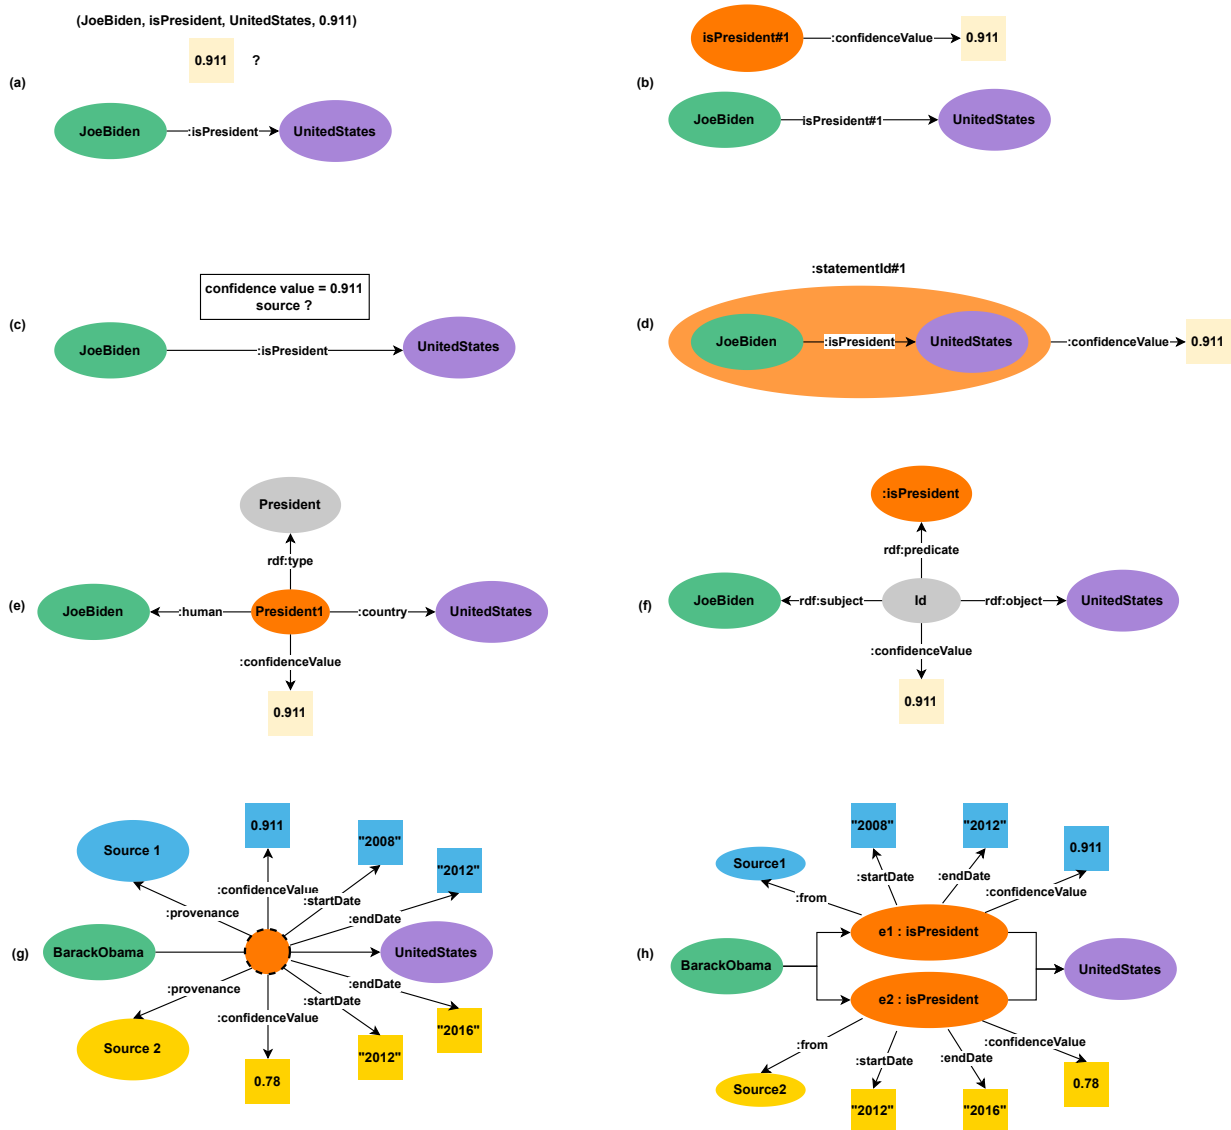 (JoeBiden, isPresident, UnitedStates, 0.911)
0.911 ?
(a)
JoeBiden :isPresident UnitedStates
isPresident#1 :confidenceValue 0.911
(b)
JoeBiden isPresident#1 UnitedStates
confidence value = 0.911
source ?
(c)
JoeBiden :isPresident UnitedStates
:statementId#1
(d)
JoeBiden :isPresident UnitedStates :confidenceValue 0.911
President
rdf:type
(e) JoeBiden :human President1 :country UnitedStates
:confidenceValue
0.911
:isPresident
rdf:predicate
(f) JoeBiden rdf:subject Id rdf:object UnitedStates
:confidenceValue
0.911
0.911
"2008"
Source 1
"2012"
:confidenceValue
:startDate
:provenance
:endDate
(g) BarackObama UnitedStates
:provenance
:endDate
:startDate
:confidenceValue
"2016"
Source 2
"2012"
0.78
"2008" "2012"
0.911
Source1
:startDate :endDate
:confidenceValue
:from
e1 : isPresident
(h) BarackObama UnitedStates
e2 : isPresident
:from :confidenceValue
:startDate :endDate
Source2 0.78
"2012" "2016"